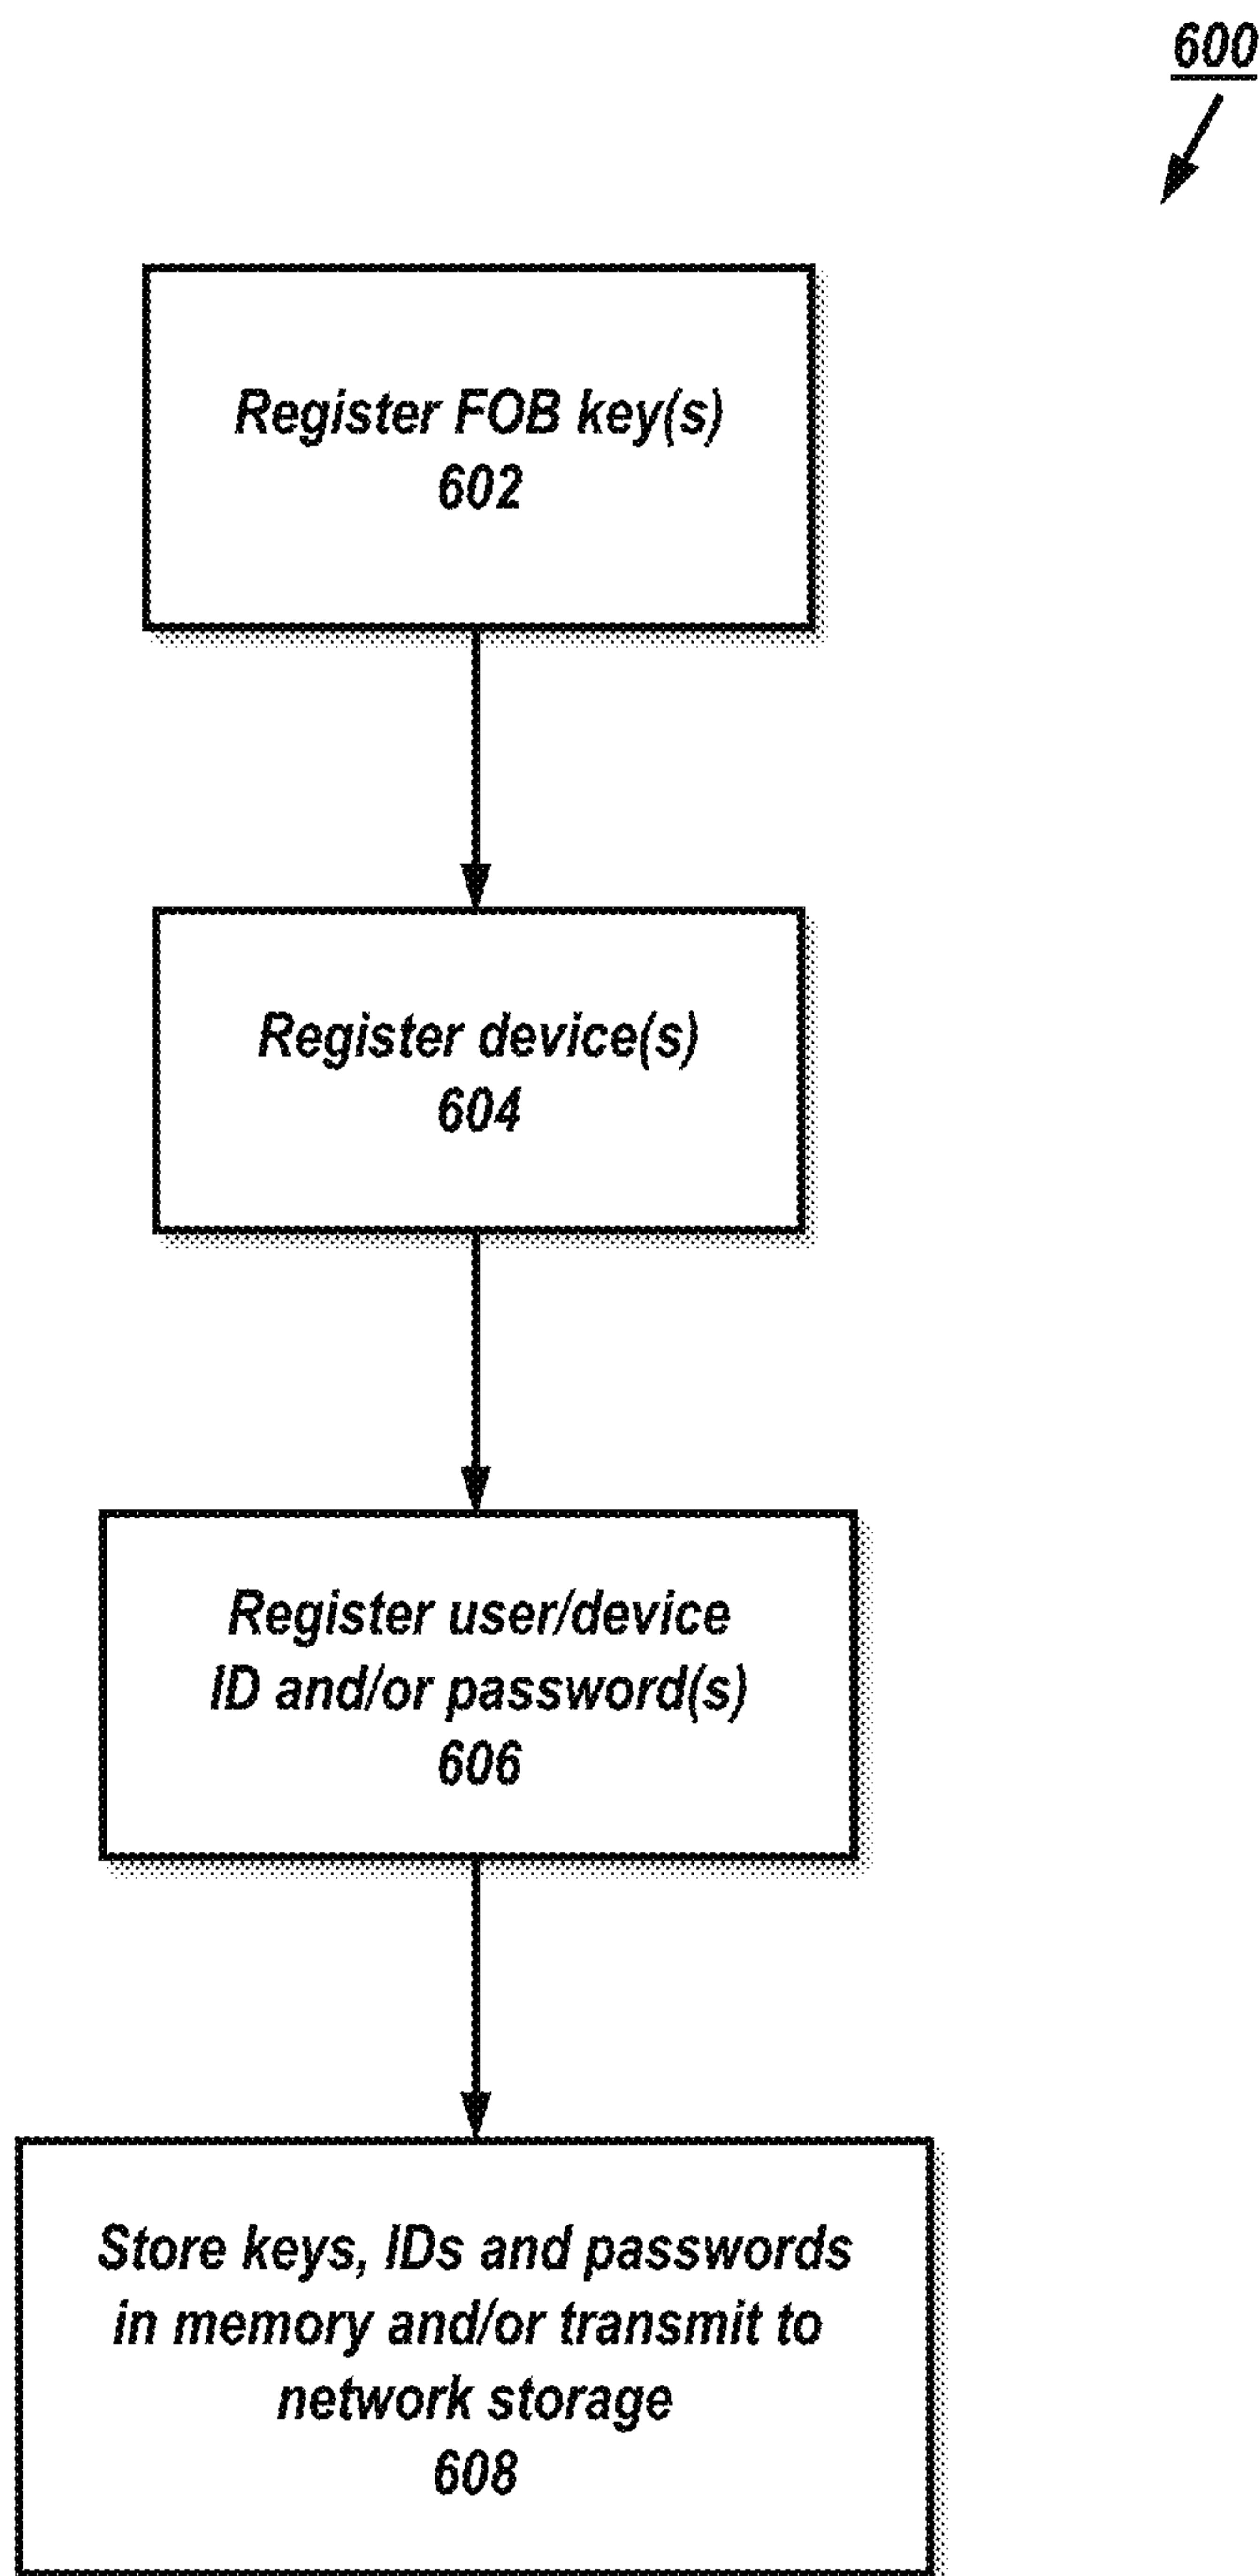 600
Register FOB key(s)
602
Register device(s)
604
Register user/device
ID and/or password(s)
606
Store keys, IDs and passwords
in memory and/or transmit to
network storage
608